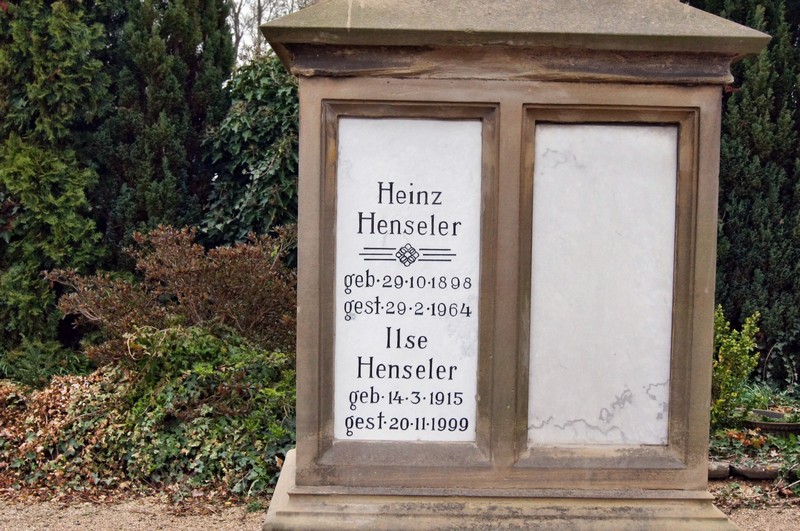 Heinz
Henseler
geb·29·10·1898
gest·29·2·1964
Ilse
Henseler
geb·14·3·1915
gest·20·11·1999